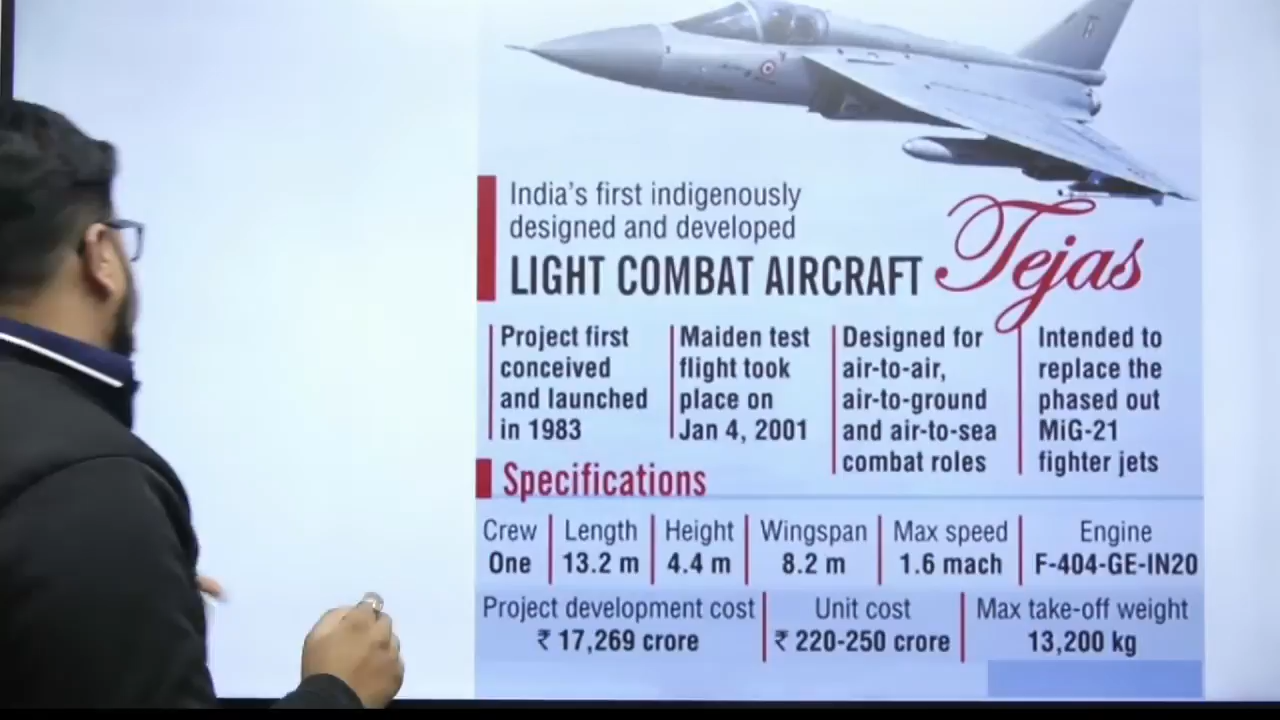 India's first indigenously
designed and developed
LIGHT COMBAT AIRCRAFT Tejas
Project first
conceived
and launched
in 1983
Maiden test
flight took
place on
Jan 4, 2001
Designed for
air-to-air,
air-to-ground
and air-to-sea
combat roles
Intended to
replace the
phased out
MiG-21
fighter jets
Specifications
Crew
One
Length
13.2 m
Height
4.4 m
Wingspan
8.2 m
Max speed
1.6 mach
Engine
F-404-GE-IN20
Project development cost
₹ 17,269 crore
Unit cost
₹ 220-250 crore
Max take-off weight
13,200 kg